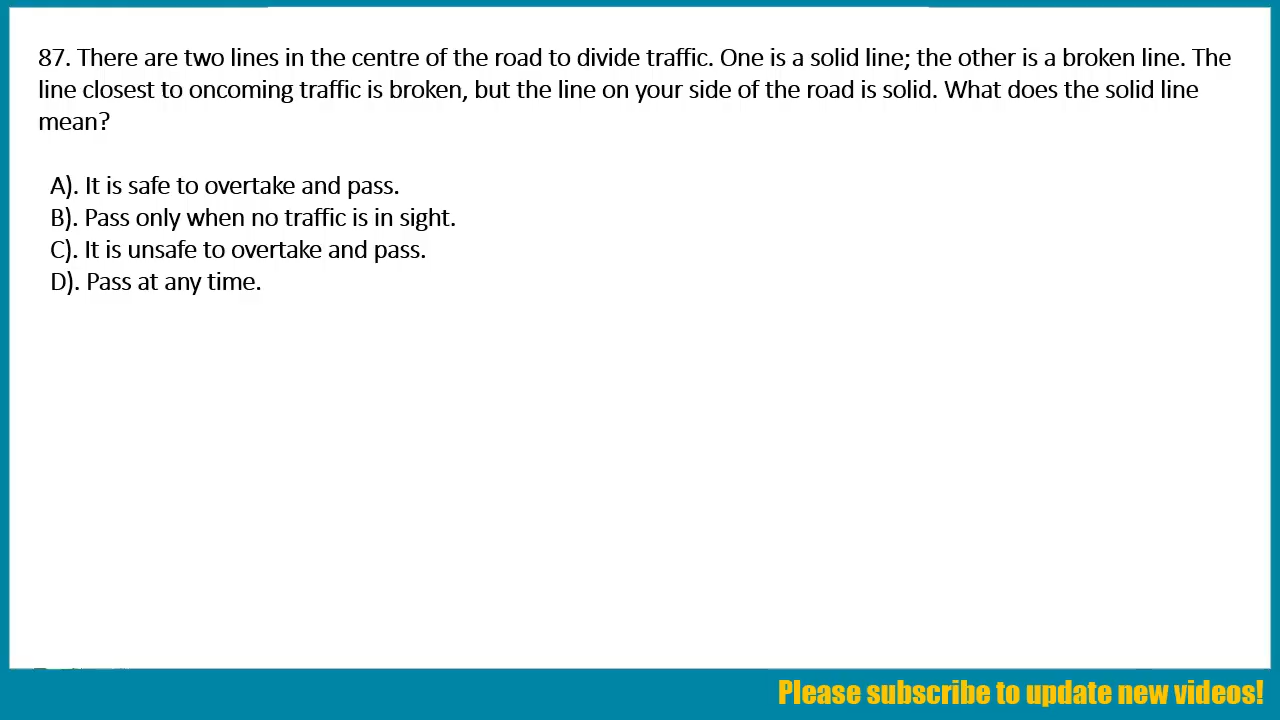 87. There are two lines in the centre of the road to divide traffic. One is a solid line; the other is a broken line. The
line closest to oncoming traffic is broken, but the line on your side of the road is solid. What does the solid line
mean?
A). It is safe to overtake and pass.
B). Pass only when no traffic is in sight.
C). It is unsafe to overtake and pass.
D). Pass at any time.
Please subscribe to update new videos!